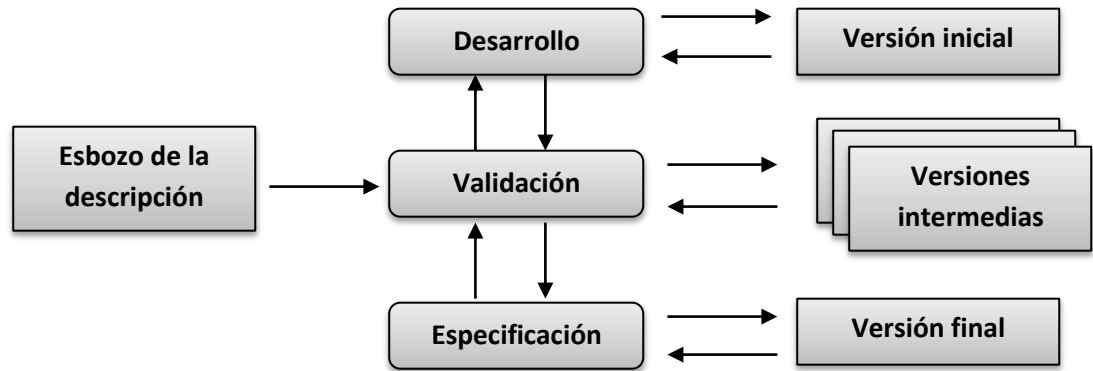 Desarrollo
Versión inicial
Esbozo de la
descripción
Validación
Versiones
intermedias
Especificación
Versión final